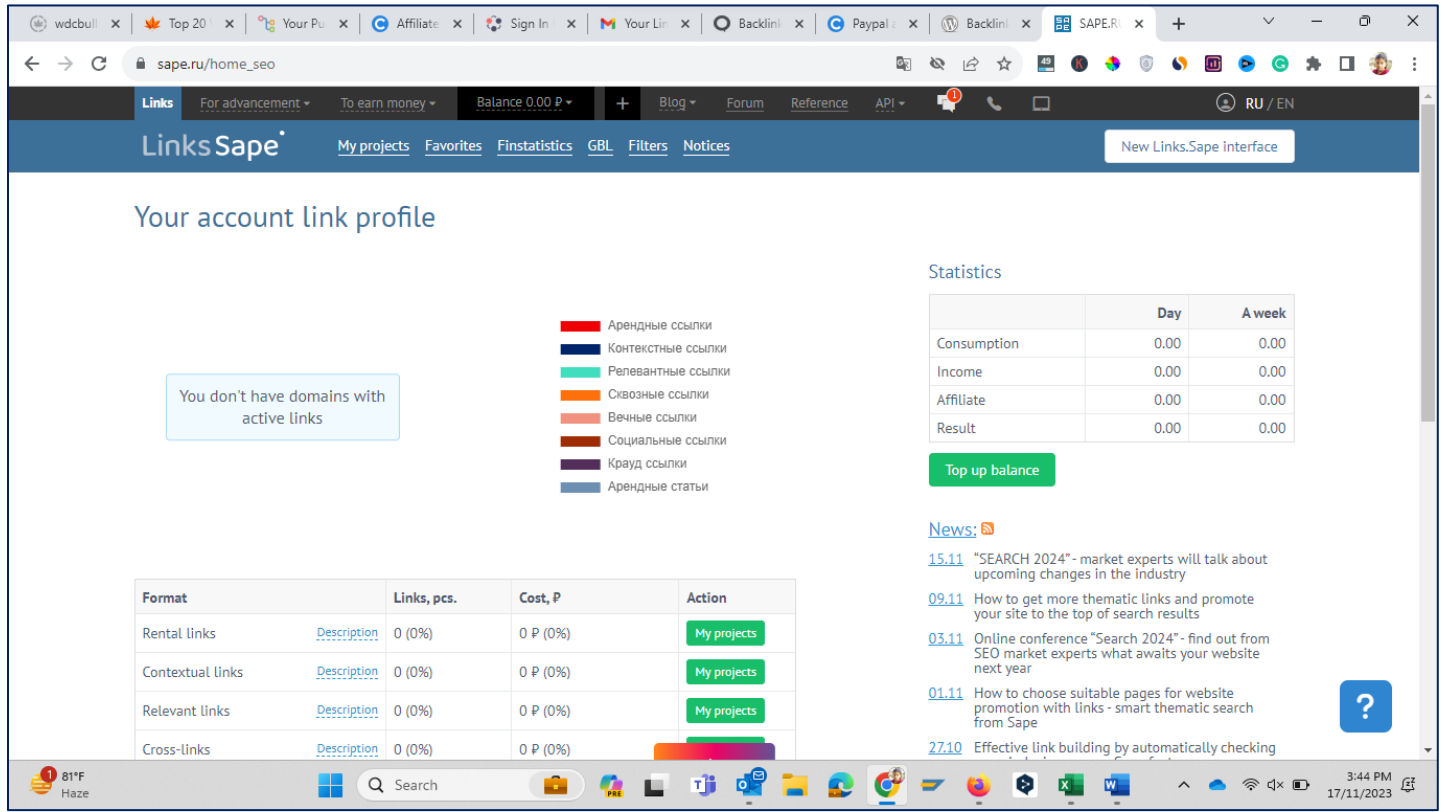 wdcbull
Top 20
Your Pu
Affiliate
Sign In
Your Lin
Backlink
Paypal a
Backlink
SAPE.RU
sape.ru/home_seo
49
Links For advancement To earn money Balance 0.00 ₽ + Blog Forum Reference API 1 RU / EN
Links Sape My projects Favorites Finstatistics GBL Filters Notices New Links.Sape interface
Your account link profile
You don't have domains with
active links
Арендные ссылки
Контекстные ссылки
Релевантные ссылки
Сквозные ссылки
Вечные ссылки
Социальные ссылки
Крауд ссылки
Арендные статьи
Statistics
Day A week
Consumption 0.00 0.00
Income 0.00 0.00
Affiliate 0.00 0.00
Result 0.00 0.00
Top up balance
News:
15.11 “SEARCH 2024” - market experts will talk about
upcoming changes in the industry
09.11 How to get more thematic links and promote
your site to the top of search results
03.11 Online conference “Search 2024” - find out from
SEO market experts what awaits your website
next year
01.11 How to choose suitable pages for website
promotion with links - smart thematic search
from Sape
27.10 Effective link building by automatically checking
Format Links, pcs. Cost, ₽ Action
Rental links Description 0 (0%) 0 ₽ (0%) My projects
Contextual links Description 0 (0%) 0 ₽ (0%) My projects
Relevant links Description 0 (0%) 0 ₽ (0%) My projects
Cross-links Description 0 (0%) 0 ₽ (0%)
?
1 81°F
Haze
Search
PRE
3:44 PM
17/11/2023